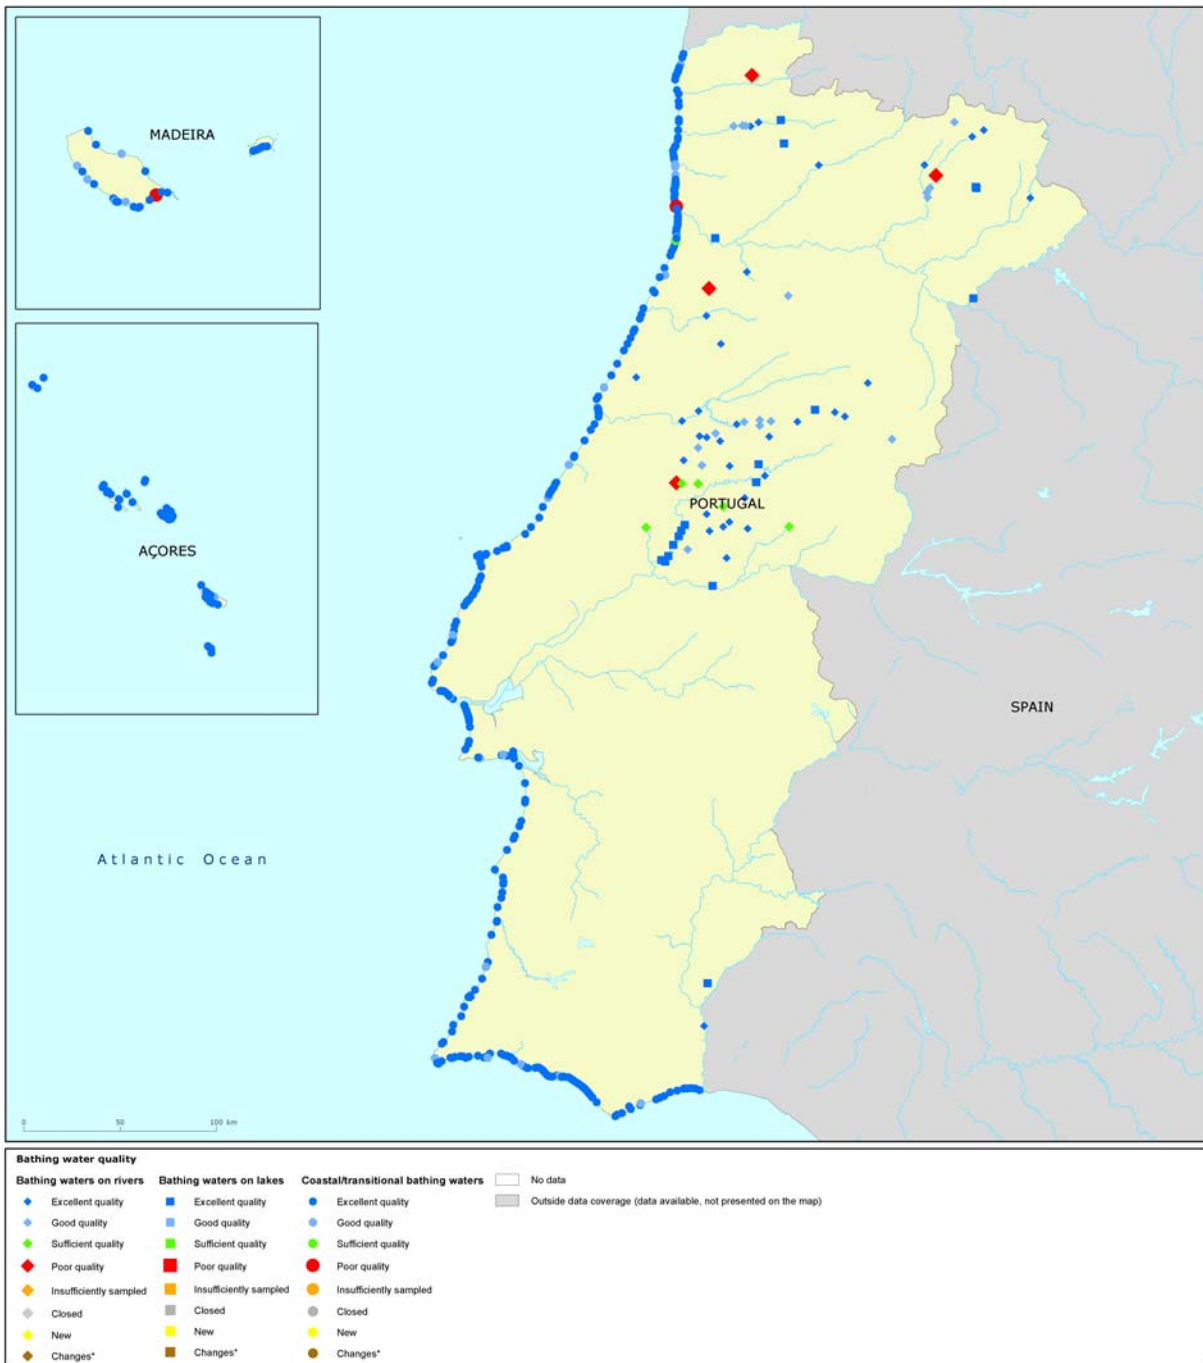 MADEIRA
AÇORES
PORTUGAL
SPAIN
Atlantic Ocean
0 50 100 km
Bathing water quality
Bathing waters on rivers Bathing waters on lakes Coastal/transitional bathing waters No data
Excellent quality Excellent quality Excellent quality Outside data coverage (data available, not presented on the map)
Good quality Good quality Good quality
Sufficient quality Sufficient quality Sufficient quality
Poor quality Poor quality Poor quality
Insufficiently sampled Insufficiently sampled Insufficiently sampled
Closed Closed Closed
New New New
Changes* Changes* Changes*